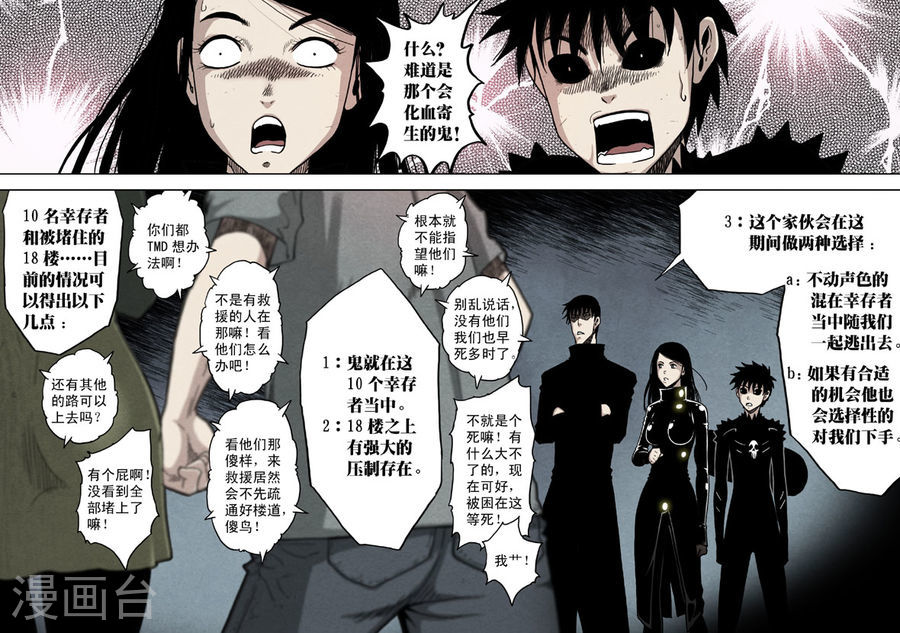 什么？
难道是
那个会
化血寄
生的鬼！
10名幸存者
和被堵住的
18楼……目
前的情况可
以得出以下
几点：
你们都
TMD想办
法啊！
不是有救
援的人在
那嘛！看
他们怎么
办吧！
根本就
不能指
望他们
嘛！
别乱说话，
没有他们
我们也早
死多时了。
还有其他
的路可以
上去吗？
有个屁啊！
没看到全
部堵上了
嘛！
看他们那
傻样，来
救援居然
会不先疏
通好楼道，
傻鸟！
1：鬼就在这
10个幸存
者当中。
2：18楼之上
有强大的
压制存在。
不就是个
死嘛！有
什么大不
了的，现
在可好，
被困在这
等死！
我艹！
3：这个家伙会在这
期间做两种选择：
a：不动声色的
混在幸存者
当中随我们
一起逃出去。
b：如果有合适
的机会他也
会选择性的
对我们下手。
漫画台